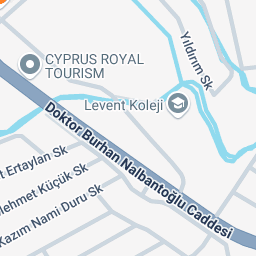 CYPRUS ROYAL
TOURISM
Yıldırım Sk
Levent Koleji
Doktor Burhan Nalbantoğlu Caddesi
Ertaylan Sk
Mehmet Küçük Sk
Kazım Nami Duru Sk